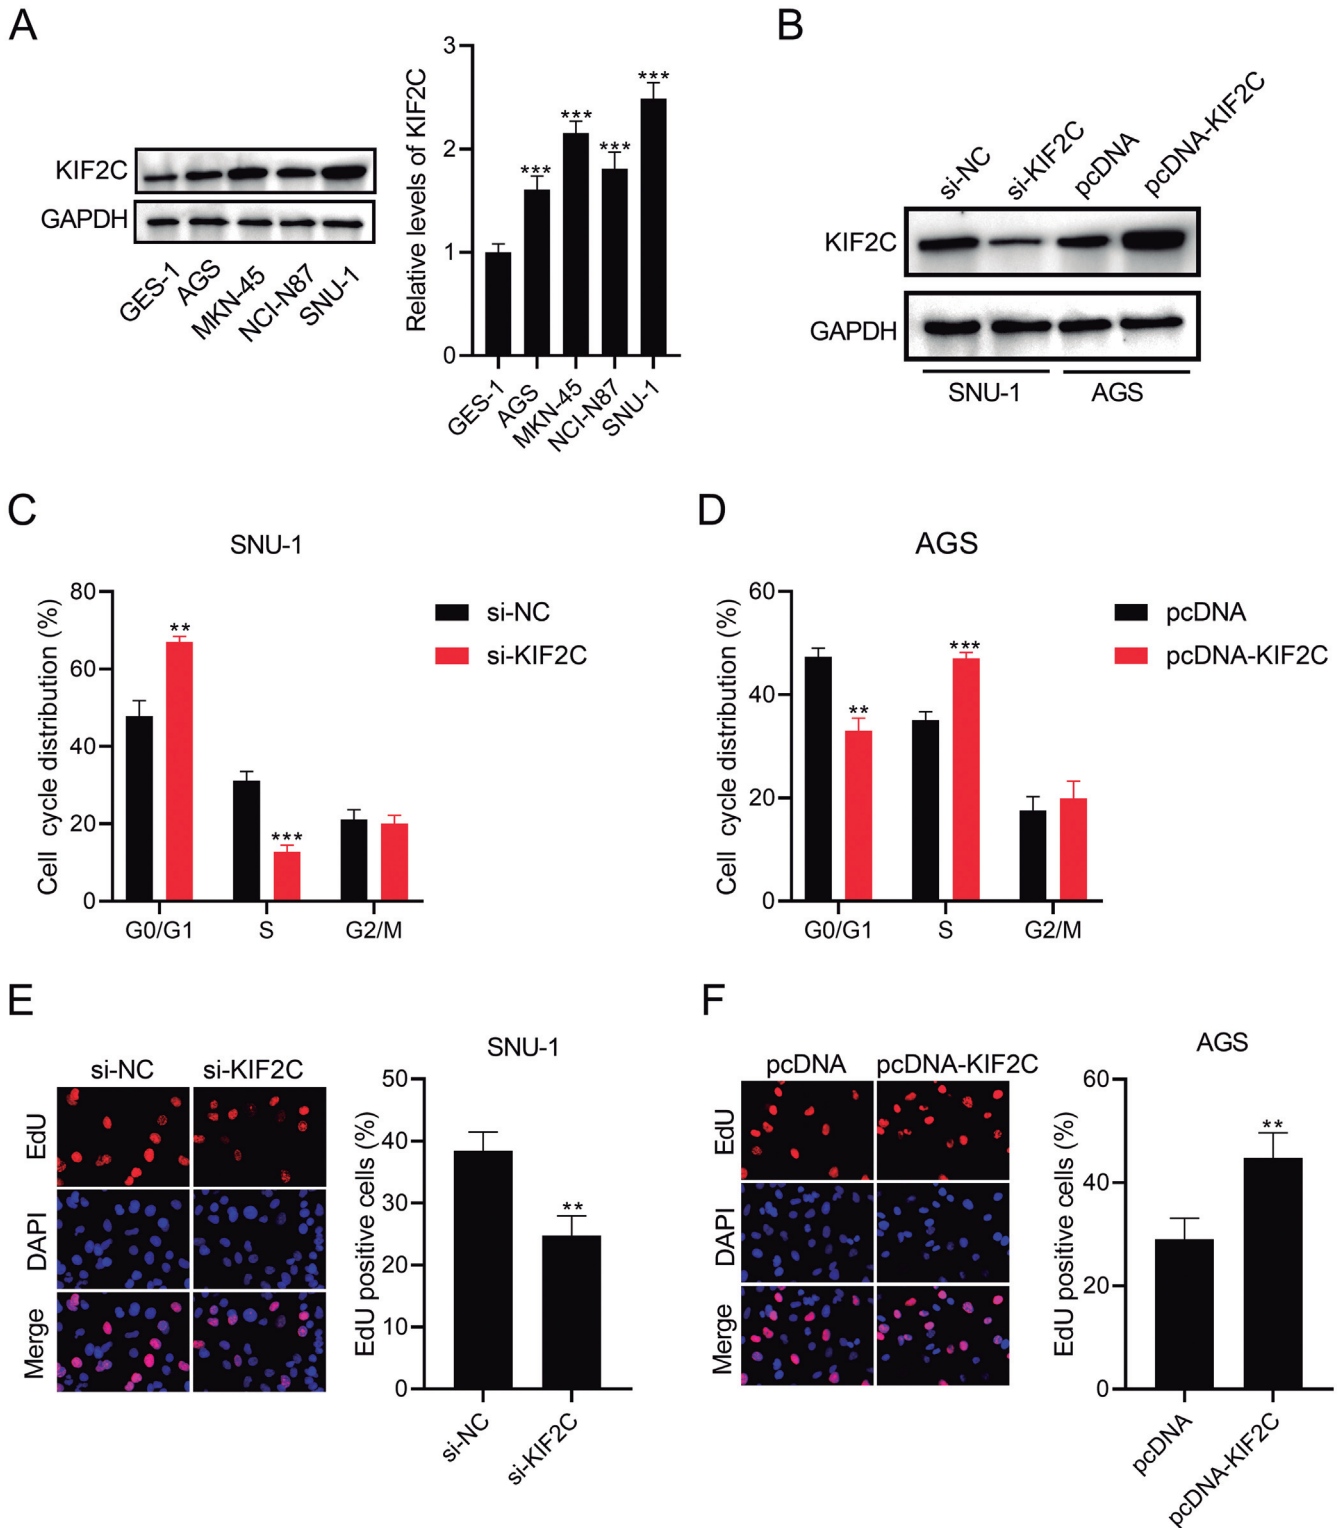 A
KIF2C
GAPDH
GES-1
AGS
MKN-45
NCI-N87
SNU-1
Relative levels of KIF2C
3
2
1
0
***
***
***
***
GES-1
AGS
MKN-45
NCI-N87
SNU-1
B
si-NC
si-KIF2C
pcDNA
pcDNA-KIF2C
KIF2C
GAPDH
SNU-1
AGS
C
SNU-1
Cell cycle distribution (%)
80
60
40
20
0
**
***
G0/G1
S
G2/M
si-NC
si-KIF2C
D
AGS
Cell cycle distribution (%)
60
40
20
0
**
***
G0/G1
S
G2/M
pcDNA
pcDNA-KIF2C
E
si-NC
si-KIF2C
EdU
DAPI
Merge
SNU-1
EdU positive cells (%)
50
40
30
20
10
0
**
si-NC
si-KIF2C
F
pcDNA
pcDNA-KIF2C
EdU
DAPI
Merge
AGS
EdU positive cells (%)
60
40
20
0
**
pcDNA
pcDNA-KIF2C